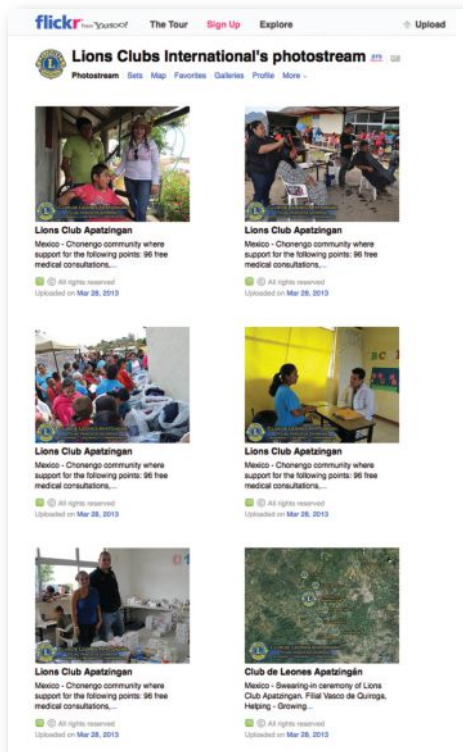 flickr from YAHOO! The Tour Sign Up Explore Upload
Lions Clubs International's photostream
Photostream Sets Map Favorites Galleries Profile More
Lions Club Apatzingan
Mexico - Chonengo community where
support for the following points: 96 free
medical consultations,...
© All rights reserved
Uploaded on Mar 28, 2013
Lions Club Apatzingan
Mexico - Chonengo community where
support for the following points: 96 free
medical consultations,...
© All rights reserved
Uploaded on Mar 28, 2013
Lions Club Apatzingan
Mexico - Chonengo community where
support for the following points: 96 free
medical consultations,...
© All rights reserved
Uploaded on Mar 28, 2013
Lions Club Apatzingan
Mexico - Chonengo community where
support for the following points: 96 free
medical consultations,...
© All rights reserved
Uploaded on Mar 28, 2013
Lions Club Apatzingan
Mexico - Chonengo community where
support for the following points: 96 free
medical consultations,...
© All rights reserved
Uploaded on Mar 28, 2013
Club de Leones Apatzingán
Mexico - Swearing-in ceremony of Lions
Club Apatzingan. Filial Vasco de Quiroga,
Helping - Growing...
© All rights reserved
Uploaded on Mar 28, 2013